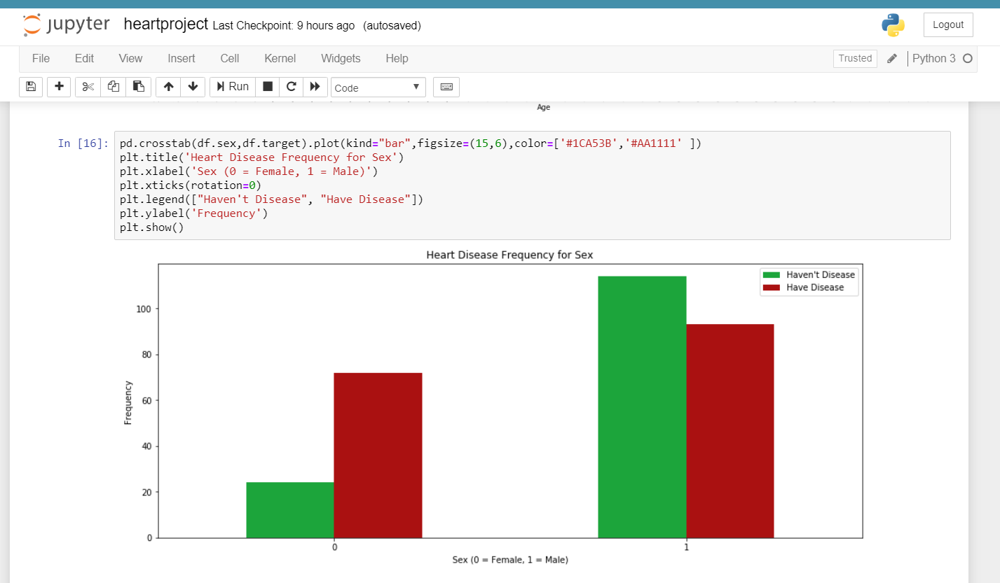 jupyter heartproject Last Checkpoint: 9 hours ago (autosaved)
Logout
File Edit View Insert Cell Kernel Widgets Help
Trusted
Python 3
Run
Code
Age
In [16]:
pd.crosstab(df.sex,df.target).plot(kind="bar",figsize=(15,6),color=['#1CA53B','#AA1111' ])
plt.title('Heart Disease Frequency for Sex')
plt.xlabel('Sex (0 = Female, 1 = Male)')
plt.xticks(rotation=0)
plt.legend(["Haven't Disease", "Have Disease"])
plt.ylabel('Frequency')
plt.show()
Heart Disease Frequency for Sex
Haven't Disease
Have Disease
100
80
60
40
20
0
Frequency
0 1
Sex (0 = Female, 1 = Male)